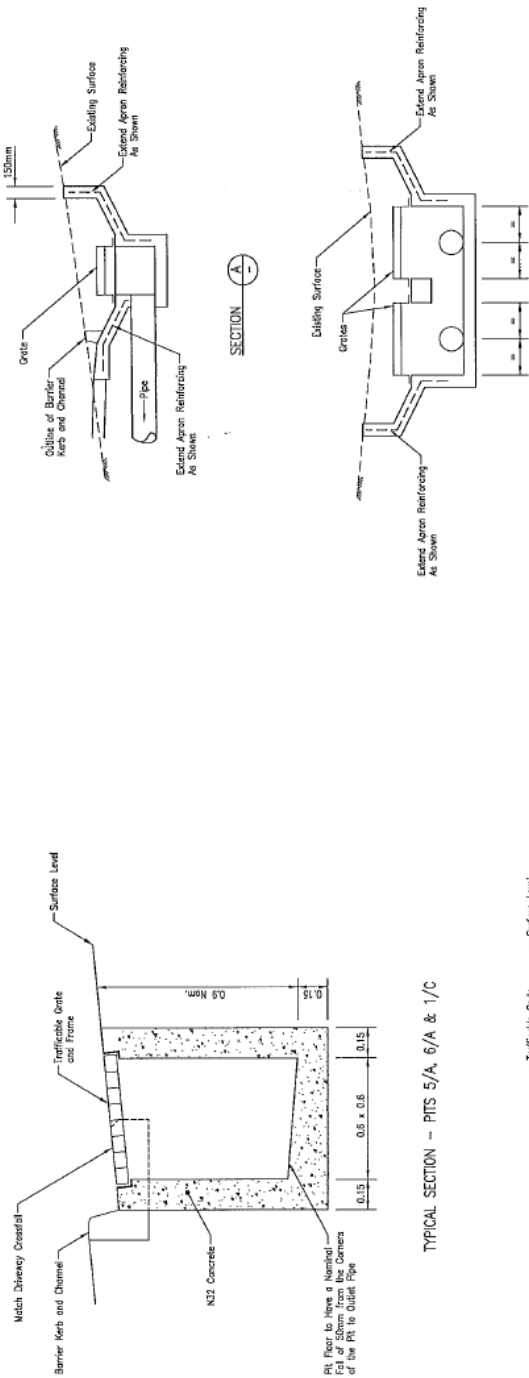 150mm
Existing Surface
Extend Apron Reinforcing
As Shown
Grate
Outline of Barrier
Kerb and Channel
Pipe
Extend Apron Reinforcing
As Shown
SECTION
A
-
Extend Apron Reinforcing
As Shown
Existing Surface
Grates
Extend Apron Reinforcing
As Shown
=
=
=
=
Match Driveway Crossfall
Trafficable Grate
and Frame
Surface Level
Barrier Kerb and Channel
N32 Concrete
Pit Floor to Have a Nominal
Fall of 50mm from the Corners
of the Pit to Outlet Pipe
0.9 Nom.
0.15
0.15
0.6 x 0.6
0.15
TYPICAL SECTION - PITS 5/A, 6/A & 1/C